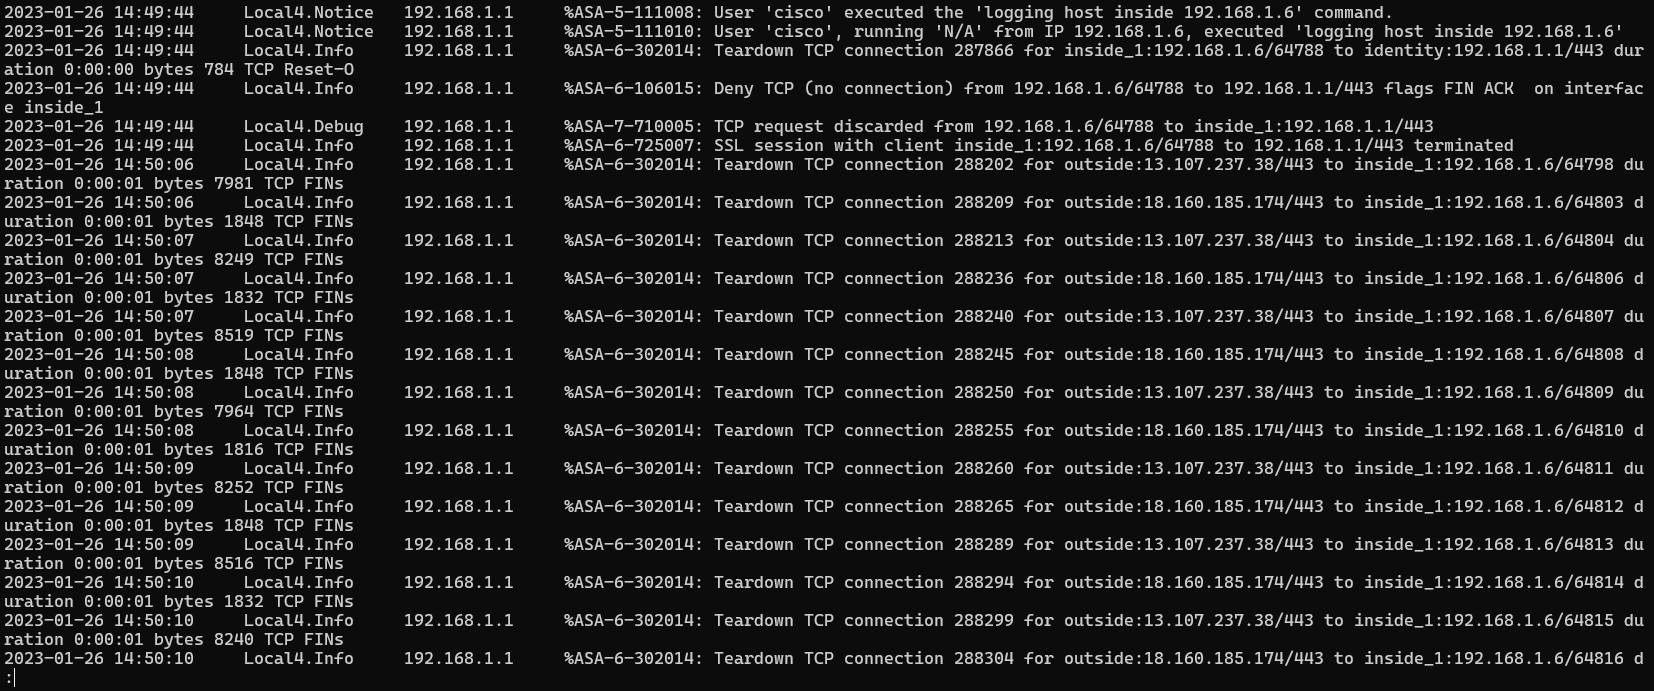 2023-01-26 14:49:44     Local4.Notice   192.168.1.1     %ASA-5-111008: User 'cisco' executed the 'logging host inside 192.168.1.6' command.
2023-01-26 14:49:44     Local4.Notice   192.168.1.1     %ASA-5-111010: User 'cisco', running 'N/A' from IP 192.168.1.6, executed 'logging host inside 192.168.1.6'
2023-01-26 14:49:44     Local4.Info     192.168.1.1     %ASA-6-302014: Teardown TCP connection 287866 for inside_1:192.168.1.6/64788 to identity:192.168.1.1/443 dur
ation 0:00:00 bytes 784 TCP Reset-O
2023-01-26 14:49:44     Local4.Info     192.168.1.1     %ASA-6-106015: Deny TCP (no connection) from 192.168.1.6/64788 to 192.168.1.1/443 flags FIN ACK  on interfac
e inside_1
2023-01-26 14:49:44     Local4.Debug    192.168.1.1     %ASA-7-710005: TCP request discarded from 192.168.1.6/64788 to inside_1:192.168.1.1/443
2023-01-26 14:49:44     Local4.Info     192.168.1.1     %ASA-6-725007: SSL session with client inside_1:192.168.1.6/64788 to 192.168.1.1/443 terminated
2023-01-26 14:50:06     Local4.Info     192.168.1.1     %ASA-6-302014: Teardown TCP connection 288202 for outside:13.107.237.38/443 to inside_1:192.168.1.6/64798 du
ration 0:00:01 bytes 7981 TCP FINs
2023-01-26 14:50:06     Local4.Info     192.168.1.1     %ASA-6-302014: Teardown TCP connection 288209 for outside:18.160.185.174/443 to inside_1:192.168.1.6/64803 d
uration 0:00:01 bytes 1848 TCP FINs
2023-01-26 14:50:07     Local4.Info     192.168.1.1     %ASA-6-302014: Teardown TCP connection 288213 for outside:13.107.237.38/443 to inside_1:192.168.1.6/64804 du
ration 0:00:01 bytes 8249 TCP FINs
2023-01-26 14:50:07     Local4.Info     192.168.1.1     %ASA-6-302014: Teardown TCP connection 288236 for outside:18.160.185.174/443 to inside_1:192.168.1.6/64806 d
uration 0:00:01 bytes 1832 TCP FINs
2023-01-26 14:50:07     Local4.Info     192.168.1.1     %ASA-6-302014: Teardown TCP connection 288240 for outside:13.107.237.38/443 to inside_1:192.168.1.6/64807 du
ration 0:00:01 bytes 8519 TCP FINs
2023-01-26 14:50:08     Local4.Info     192.168.1.1     %ASA-6-302014: Teardown TCP connection 288245 for outside:18.160.185.174/443 to inside_1:192.168.1.6/64808 d
uration 0:00:01 bytes 1848 TCP FINs
2023-01-26 14:50:08     Local4.Info     192.168.1.1     %ASA-6-302014: Teardown TCP connection 288250 for outside:13.107.237.38/443 to inside_1:192.168.1.6/64809 du
ration 0:00:01 bytes 7964 TCP FINs
2023-01-26 14:50:08     Local4.Info     192.168.1.1     %ASA-6-302014: Teardown TCP connection 288255 for outside:18.160.185.174/443 to inside_1:192.168.1.6/64810 d
uration 0:00:01 bytes 1816 TCP FINs
2023-01-26 14:50:09     Local4.Info     192.168.1.1     %ASA-6-302014: Teardown TCP connection 288260 for outside:13.107.237.38/443 to inside_1:192.168.1.6/64811 du
ration 0:00:01 bytes 8252 TCP FINs
2023-01-26 14:50:09     Local4.Info     192.168.1.1     %ASA-6-302014: Teardown TCP connection 288265 for outside:18.160.185.174/443 to inside_1:192.168.1.6/64812 d
uration 0:00:01 bytes 1848 TCP FINs
2023-01-26 14:50:09     Local4.Info     192.168.1.1     %ASA-6-302014: Teardown TCP connection 288289 for outside:13.107.237.38/443 to inside_1:192.168.1.6/64813 du
ration 0:00:01 bytes 8516 TCP FINs
2023-01-26 14:50:10     Local4.Info     192.168.1.1     %ASA-6-302014: Teardown TCP connection 288294 for outside:18.160.185.174/443 to inside_1:192.168.1.6/64814 d
uration 0:00:01 bytes 1832 TCP FINs
2023-01-26 14:50:10     Local4.Info     192.168.1.1     %ASA-6-302014: Teardown TCP connection 288299 for outside:13.107.237.38/443 to inside_1:192.168.1.6/64815 du
ration 0:00:01 bytes 8240 TCP FINs
2023-01-26 14:50:10     Local4.Info     192.168.1.1     %ASA-6-302014: Teardown TCP connection 288304 for outside:18.160.185.174/443 to inside_1:192.168.1.6/64816 d
: